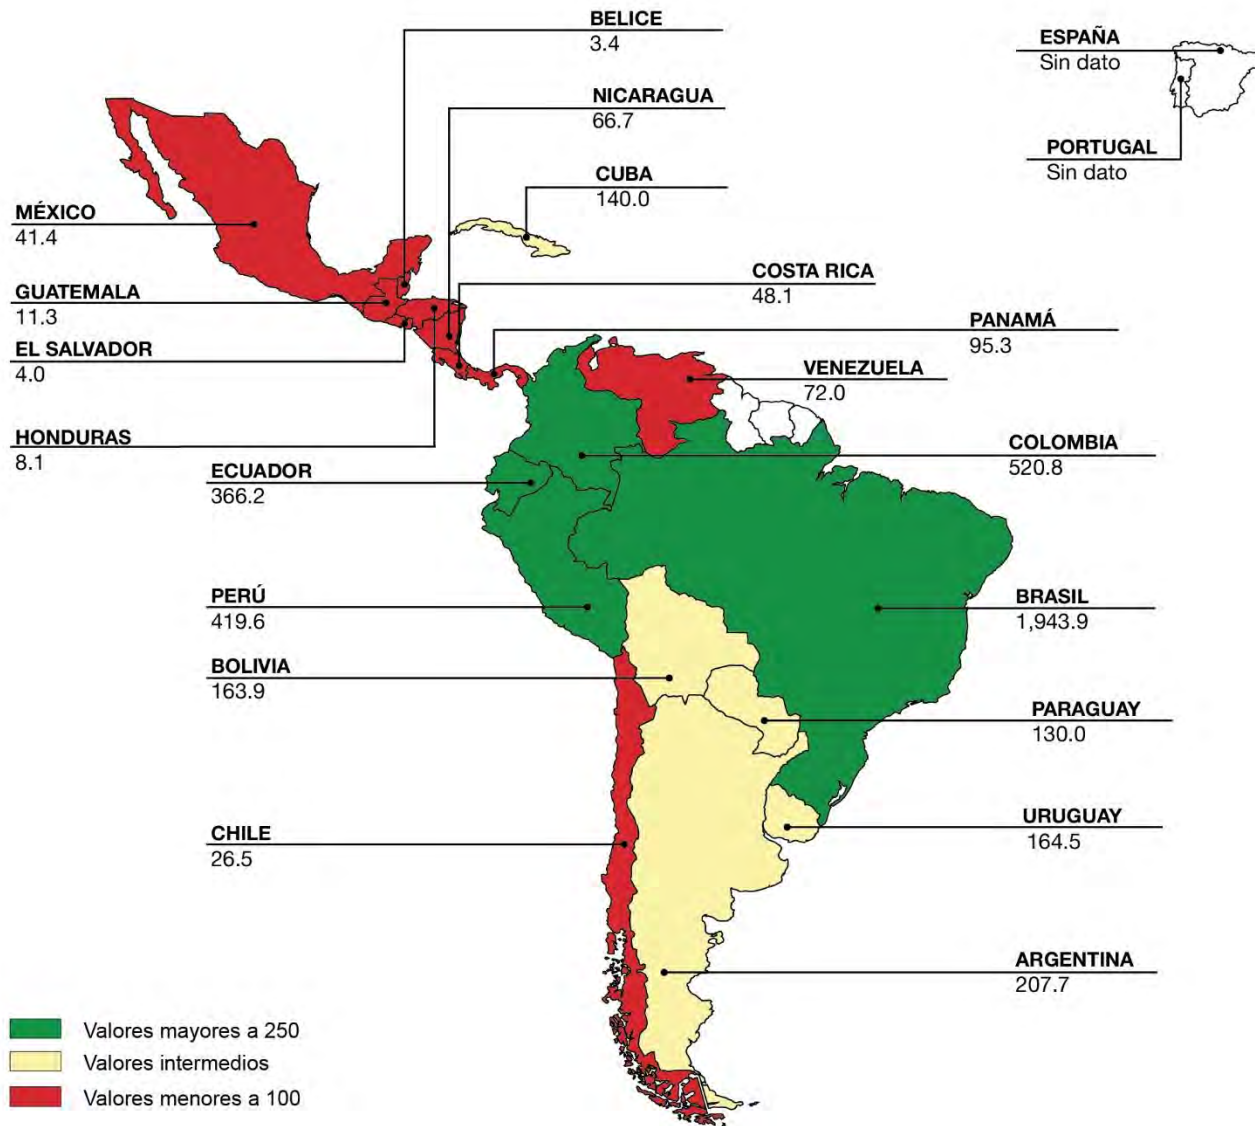 BELICE
3.4
ESPAÑA
Sin dato
NICARAGUA
66.7
PORTUGAL
Sin dato
CUBA
140.0
MÉXICO
41.4
COSTA RICA
48.1
GUATEMALA
11.3
PANAMÁ
95.3
EL SALVADOR
4.0
VENEZUELA
72.0
HONDURAS
8.1
COLOMBIA
520.8
ECUADOR
366.2
PERÚ
419.6
BRASIL
1,943.9
BOLIVIA
163.9
PARAGUAY
130.0
CHILE
26.5
URUGUAY
164.5
ARGENTINA
207.7
Valores mayores a 250
Valores intermedios
Valores menores a 100